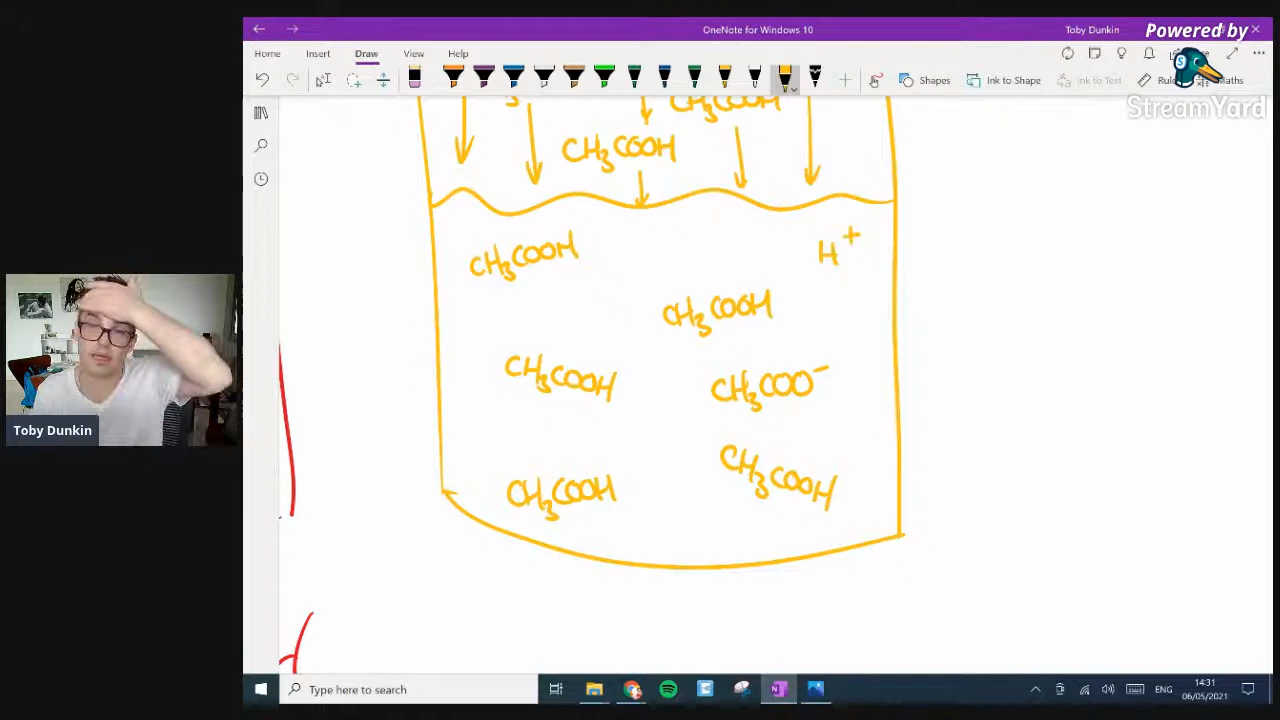 OneNote for Windows 10
Toby Dunkin
Powered by
StreamYard
Home Insert Draw View Help
Shapes Ink to Shape Ink to Text Maths
CH3COOH
CH3COOH
CH3COOH
H+
CH3COOH
CH3COOH
CH3COO-
CH3COOH
CH3COOH
Toby Dunkin
Type here to search
ENG
14:31
06/05/2021